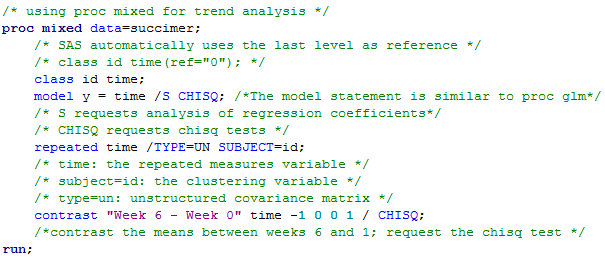 /* using proc mixed for trend analysis */
proc mixed data=succimer;
/* SAS automatically uses the last level as reference */
/* class id time(ref="0"); */
class id time;
model y = time /S CHISQ; /*The model statement is similar to proc glm*/
/* S requests analysis of regression coefficients*/
/* CHISQ requests chisq tests */
repeated time /TYPE=UN SUBJECT=id;
/* time: the repeated measures variable */
/* subject=id: the clustering variable */
/* type=un: unstructured covariance matrix */
contrast "Week 6 - Week 0" time -1 0 0 1 / CHISQ;
/*contrast the means between weeks 6 and 1; request the chisq test */
run;